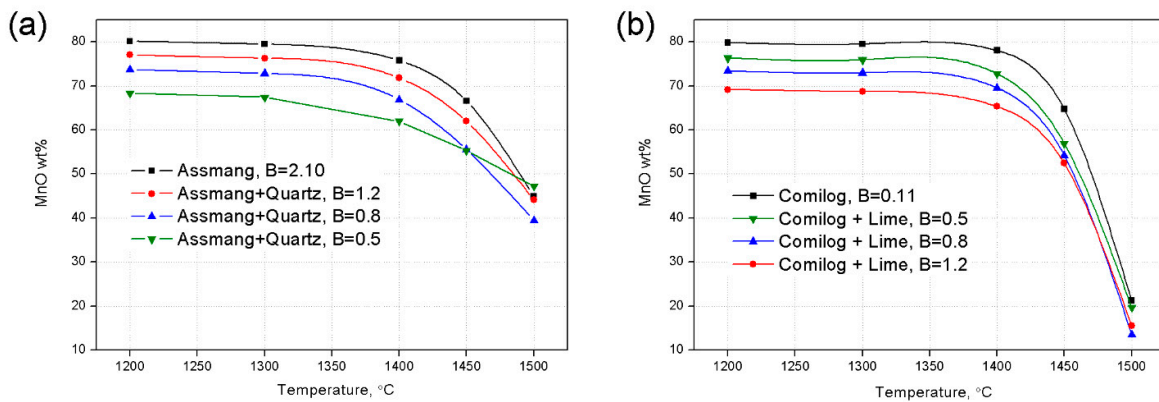 (a)
MnO wt%
80
70
60
50
40
30
20
10
Assmang, B=2.10
Assmang+Quartz, B=1.2
Assmang+Quartz, B=0.8
Assmang+Quartz, B=0.5
1200 1250 1300 1350 1400 1450 1500
Temperature, °C
(b)
MnO wt%
80
70
60
50
40
30
20
10
Comilog, B=0.11
Comilog + Lime, B=0.5
Comilog + Lime, B=0.8
Comilog + Lime, B=1.2
1200 1250 1300 1350 1400 1450 1500
Temperature, °C